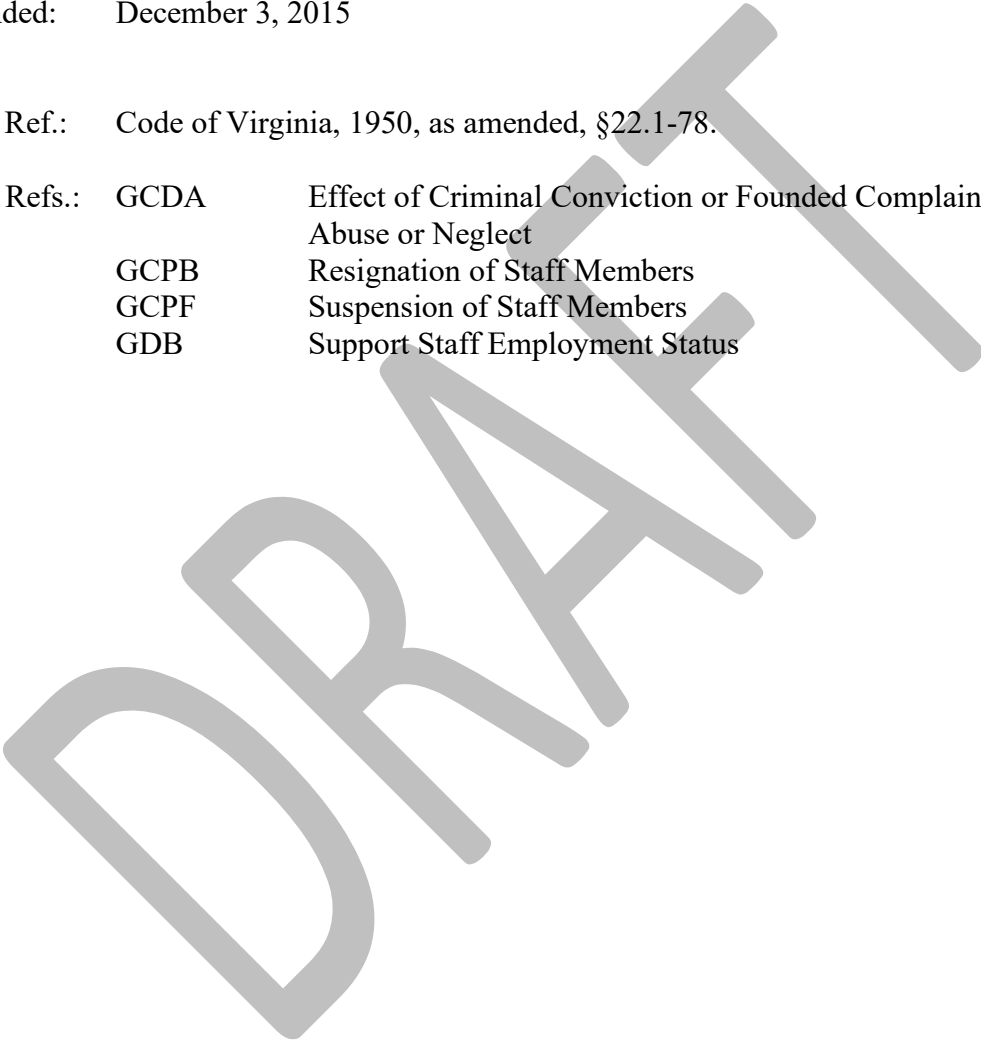 ded: December 3, 2015
Ref.: Code of Virginia, 1950, as amended, §22.1-78.
Refs.: GCDA Effect of Criminal Conviction or Founded Complain
Abuse or Neglect
GCPB Resignation of Staff Members
GCPF Suspension of Staff Members
GDB Support Staff Employment Status
DRAFT